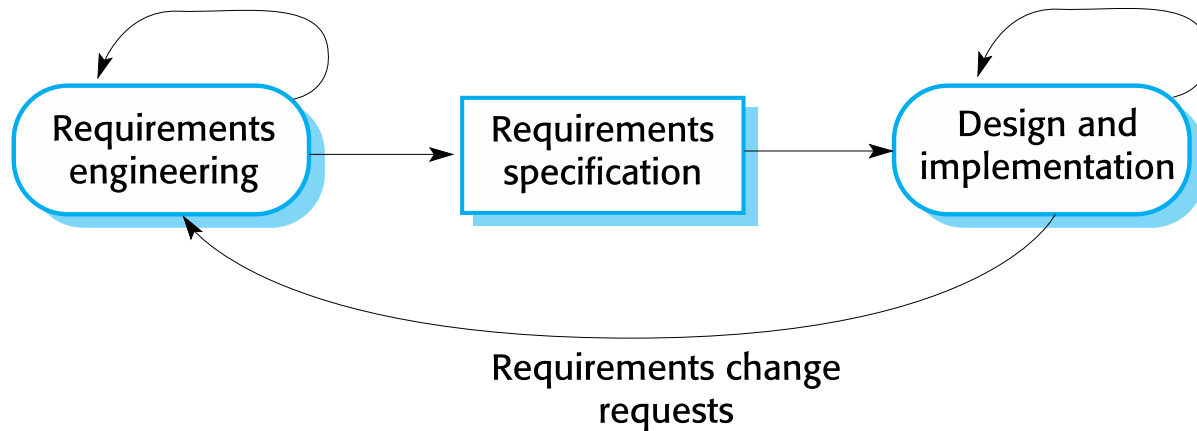 Requirements
engineering
Requirements
specification
Design and
implementation
Requirements change
requests